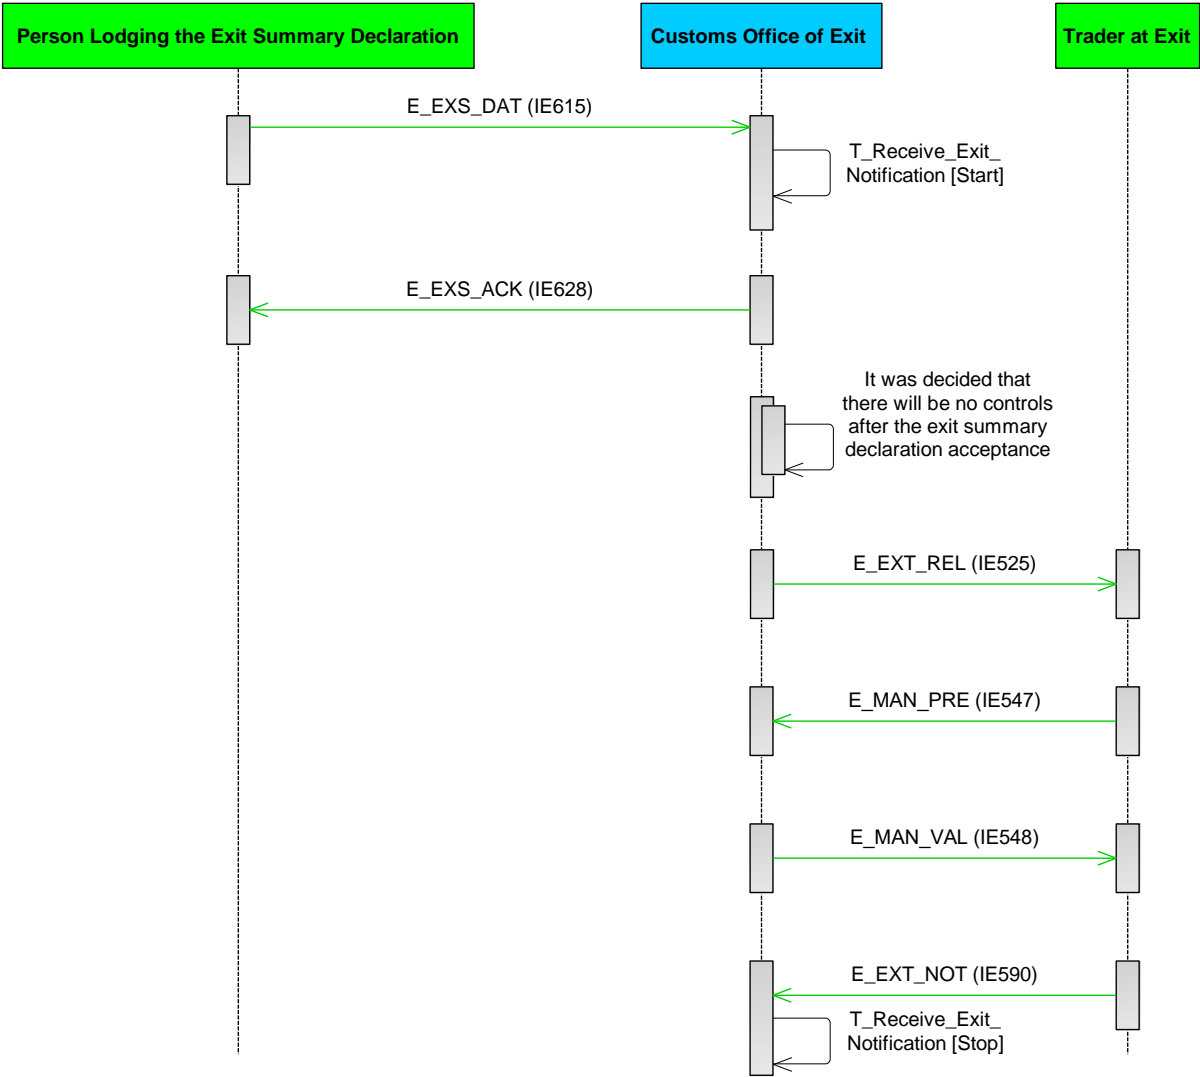 Person Lodging the Exit Summary Declaration
Customs Office of Exit
Trader at Exit
E_EXS_DAT (IE615)
T_Receive_Exit_
Notification [Start]
E_EXS_ACK (IE628)
It was decided that
there will be no controls
after the exit summary
declaration acceptance
E_EXT_REL (IE525)
E_MAN_PRE (IE547)
E_MAN_VAL (IE548)
E_EXT_NOT (IE590)
T_Receive_Exit_
Notification [Stop]